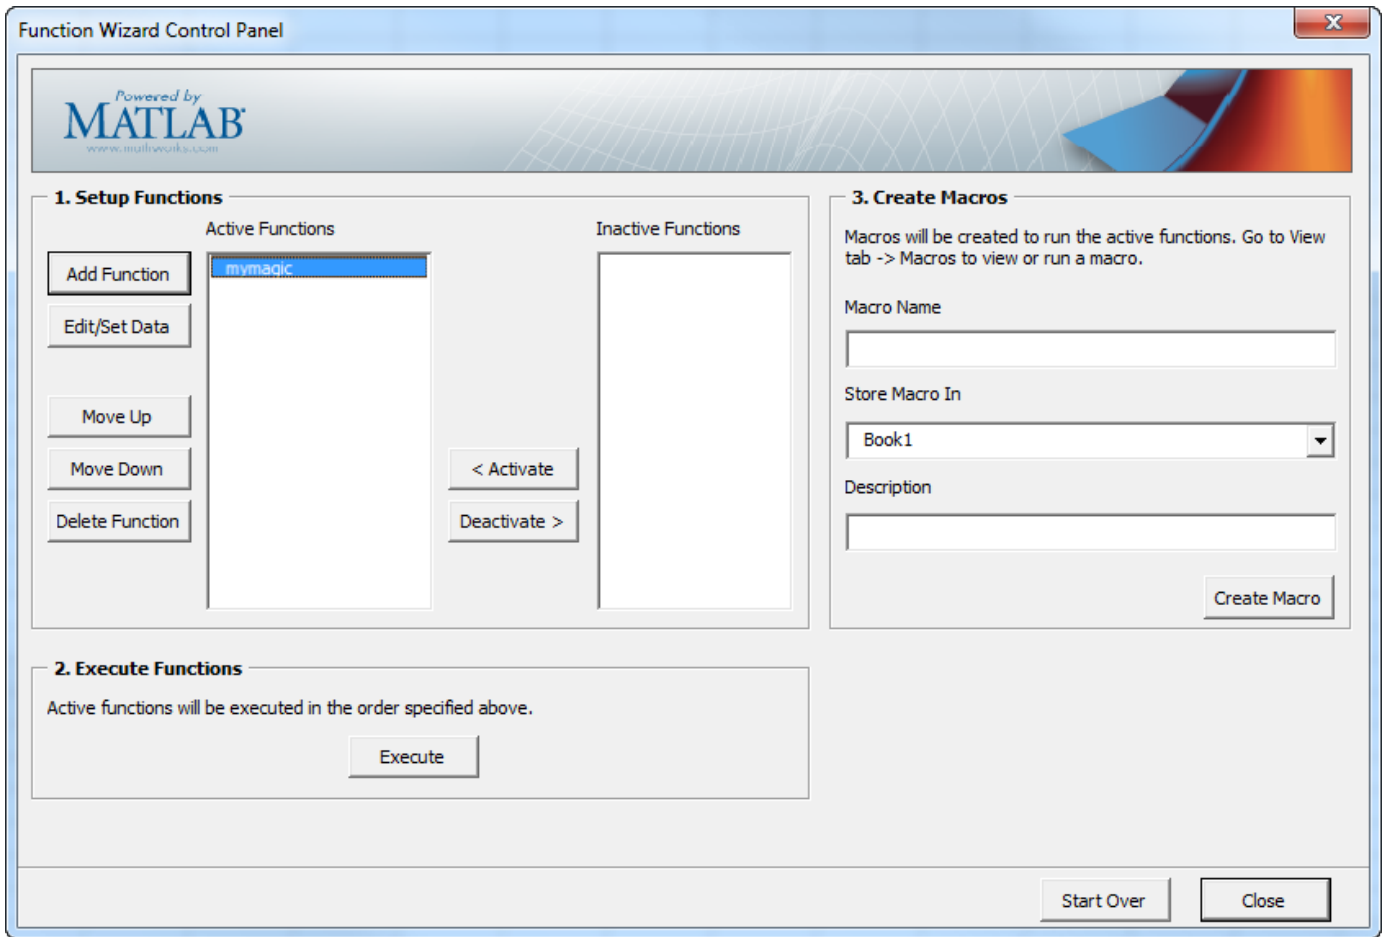 Function Wizard Control Panel
Powered by
MATLAB®
www.mathworks.com
1. Setup Functions
Active Functions
Inactive Functions
Add Function
mymagic
Edit/Set Data
Move Up
Move Down
Delete Function
< Activate
Deactivate >
3. Create Macros
Macros will be created to run the active functions. Go to View
tab -> Macros to view or run a macro.
Macro Name
Store Macro In
Book1
Description
Create Macro
2. Execute Functions
Active functions will be executed in the order specified above.
Execute
Start Over
Close